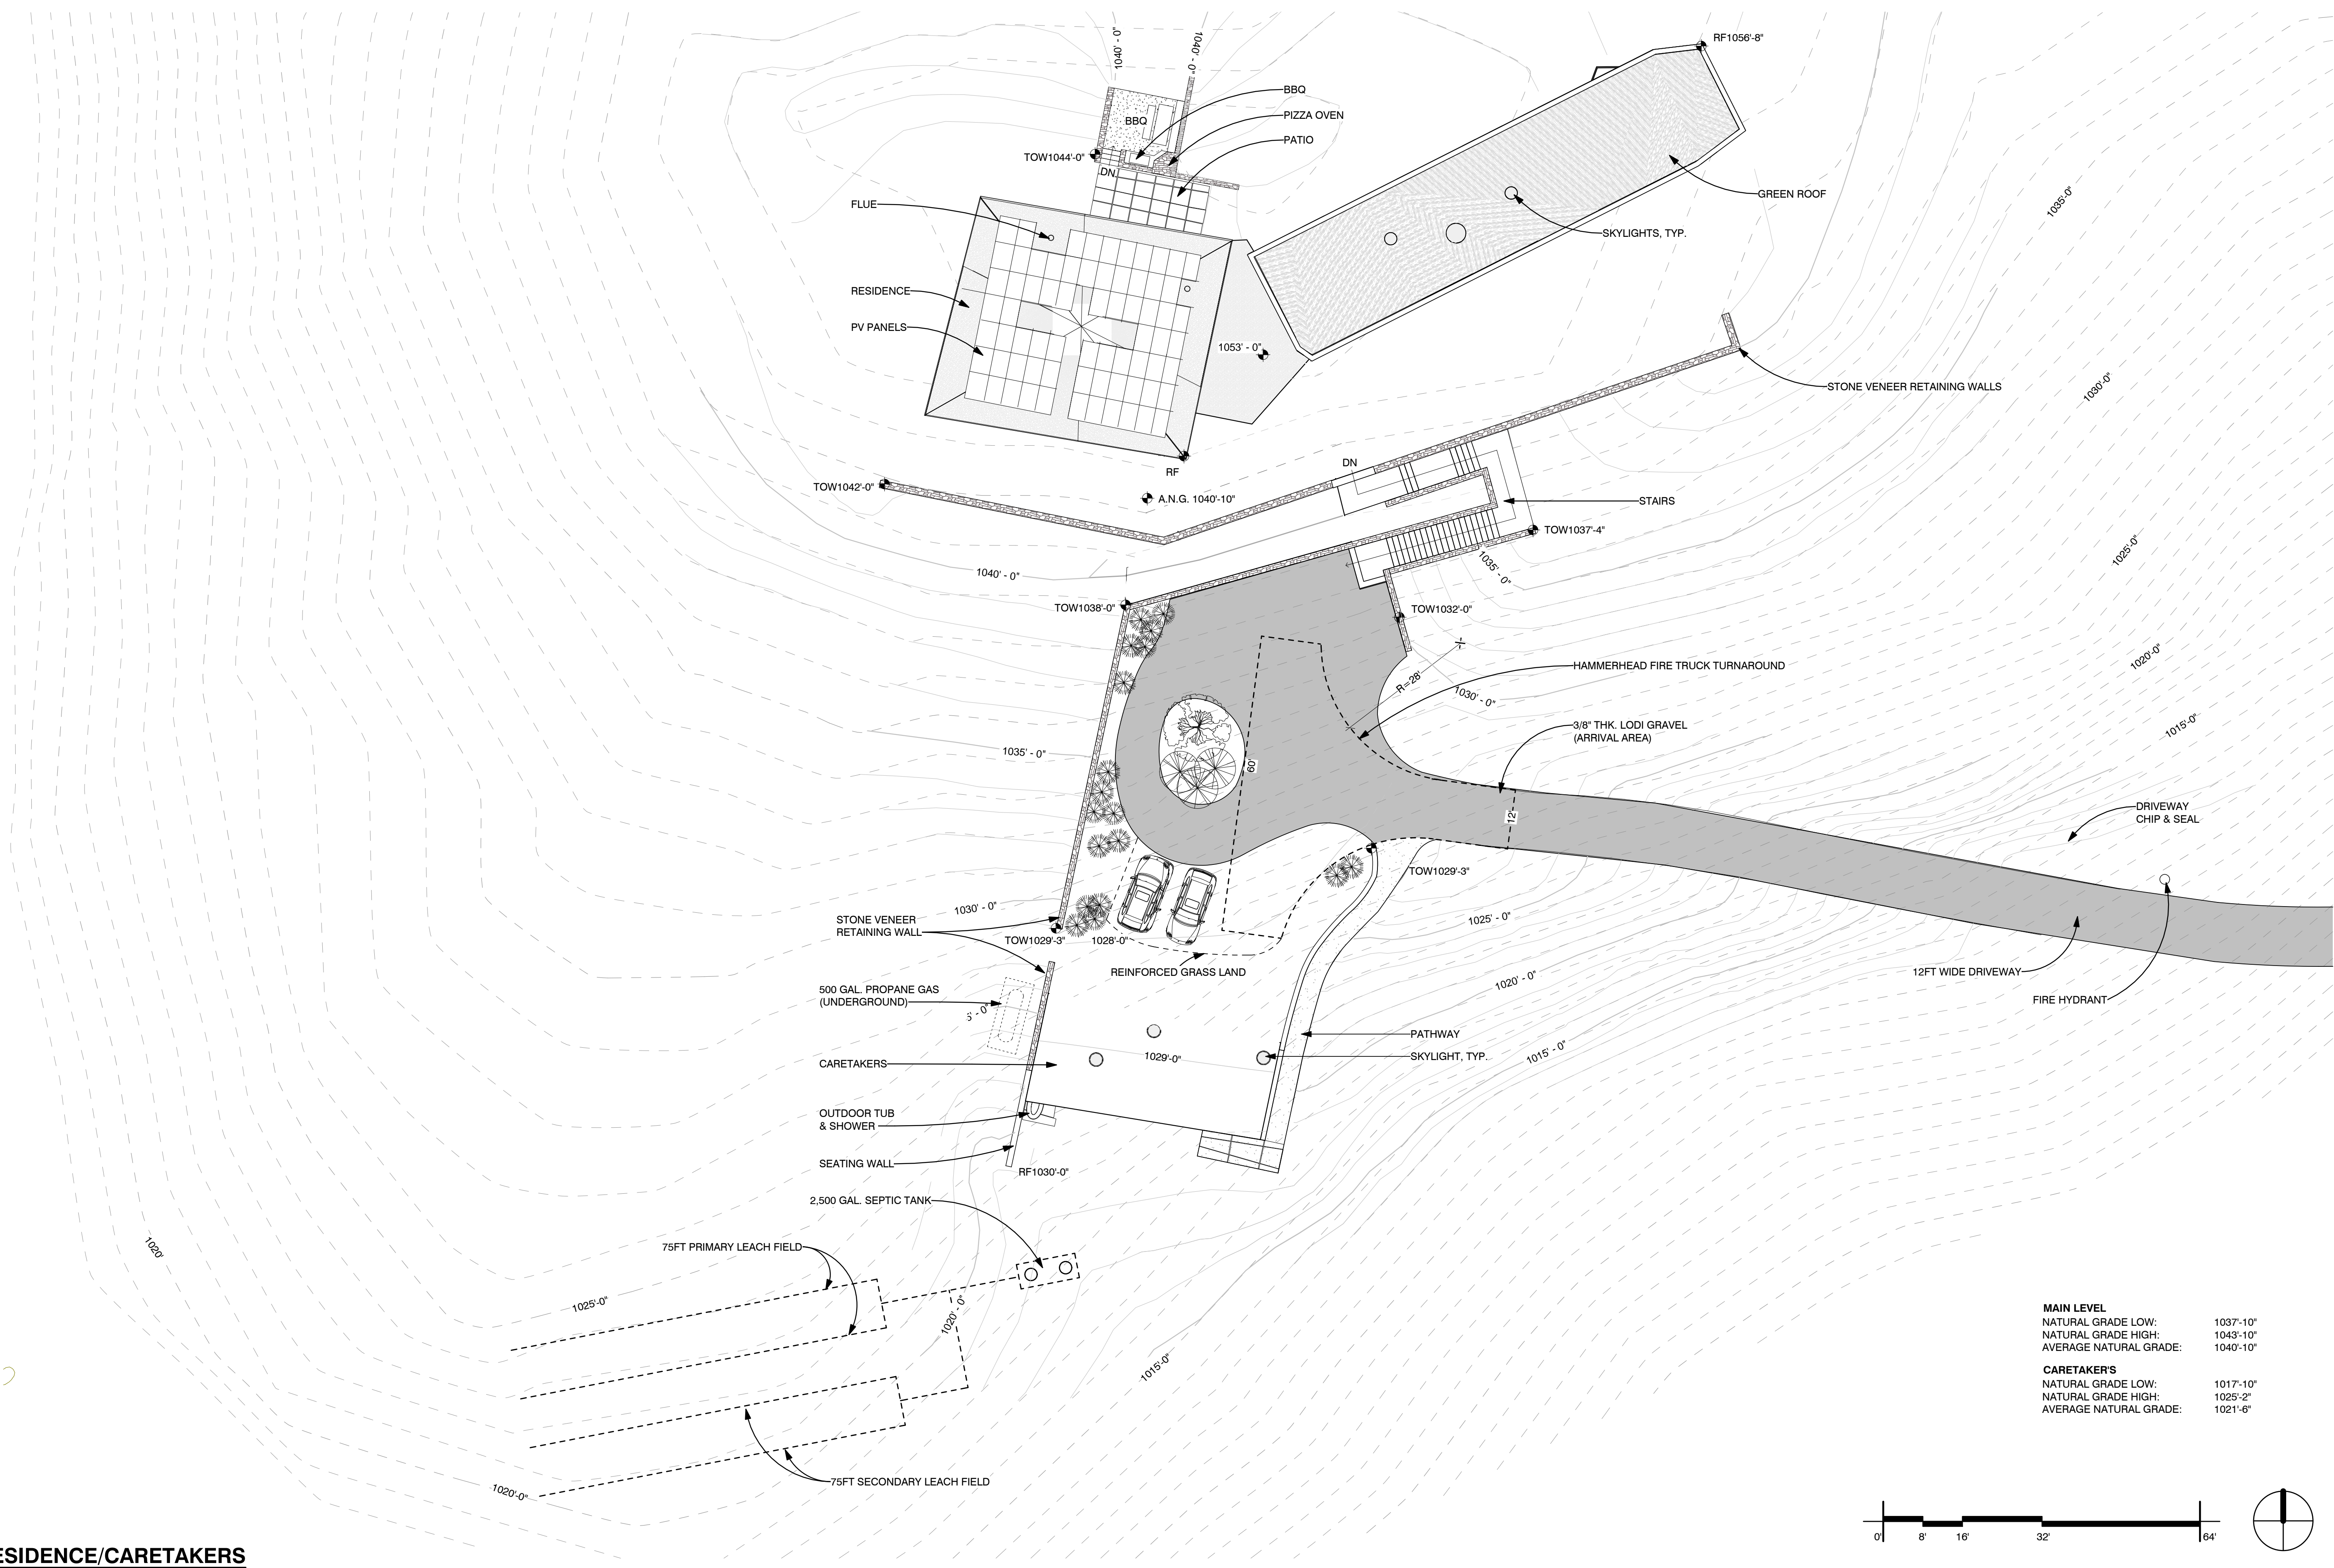 1040' - 0"
1040' - 0"
RF1056'-8"
BBQ
BBQ
PIZZA OVEN
PATIO
TOW1044'-0"
DN
FLUE
GREEN ROOF
SKYLIGHTS, TYP.
1035'-0"
RESIDENCE
PV PANELS
1053' - 0"
STONE VENEER RETAINING WALLS
1030'-0"
RF
DN
TOW1042'-0"
A.N.G. 1040'-10"
STAIRS
TOW1037'-4"
1025'-0"
1035' - 0"
1040' - 0"
TOW1038'-0"
TOW1032'-0"
1020'-0"
HAMMERHEAD FIRE TRUCK TURNAROUND
R=28'
1030' - 0"
1015'-0"
3/8" THK. LODI GRAVEL
(ARRIVAL AREA)
1035' - 0"
60'
12'
DRIVEWAY
CHIP & SEAL
TOW1029'-3"
1030' - 0"
1025' - 0"
STONE VENEER
RETAINING WALL
TOW1029'-3"
1028'-0"
REINFORCED GRASS LAND
12FT WIDE DRIVEWAY
FIRE HYDRANT
1020' - 0"
500 GAL. PROPANE GAS
(UNDERGROUND)
5' - 0"
PATHWAY
1029'-0"
SKYLIGHT, TYP.
1015' - 0"
CARETAKERS
OUTDOOR TUB
& SHOWER
SEATING WALL
RF1030'-0"
2,500 GAL. SEPTIC TANK
1020'
75FT PRIMARY LEACH FIELD
1025'-0"
1020' - 0"
1015'-0"
75FT SECONDARY LEACH FIELD
1020'-0"
MAIN LEVEL
NATURAL GRADE LOW: 1037'-10"
NATURAL GRADE HIGH: 1043'-10"
AVERAGE NATURAL GRADE: 1040'-10"
CARETAKER'S
NATURAL GRADE LOW: 1017'-10"
NATURAL GRADE HIGH: 1025'-2"
AVERAGE NATURAL GRADE: 1021'-6"
0' 8' 16' 32' 64'
ESIDENCE/CARETAKERS